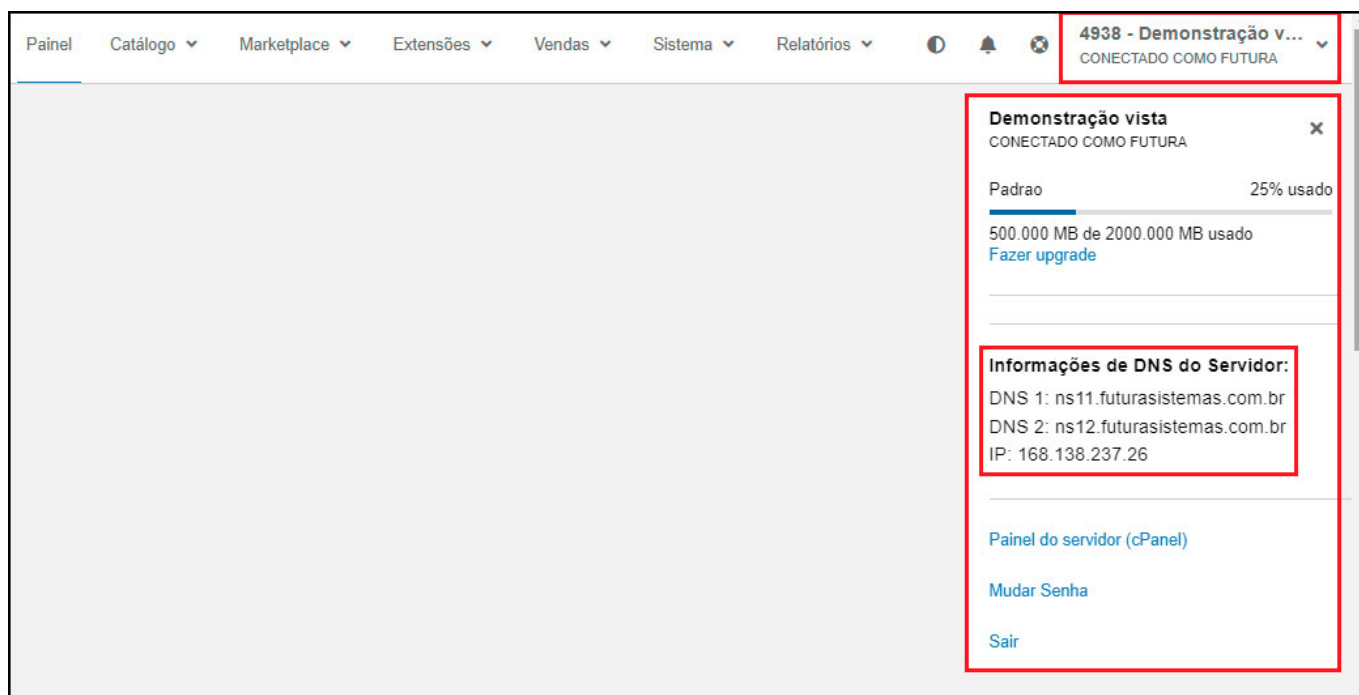 Painel Catálogo Marketplace Extensões Vendas Sistema Relatórios 4938 - Demonstração v...
CONECTADO COMO FUTURA
Demonstração vista
CONECTADO COMO FUTURA
Padrao 25% usado
500.000 MB de 2000.000 MB usado
Fazer upgrade
Informações de DNS do Servidor:
DNS 1: ns11.futurasistemas.com.br
DNS 2: ns12.futurasistemas.com.br
IP: 168.138.237.26
Painel do servidor (cPanel)
Mudar Senha
Sair